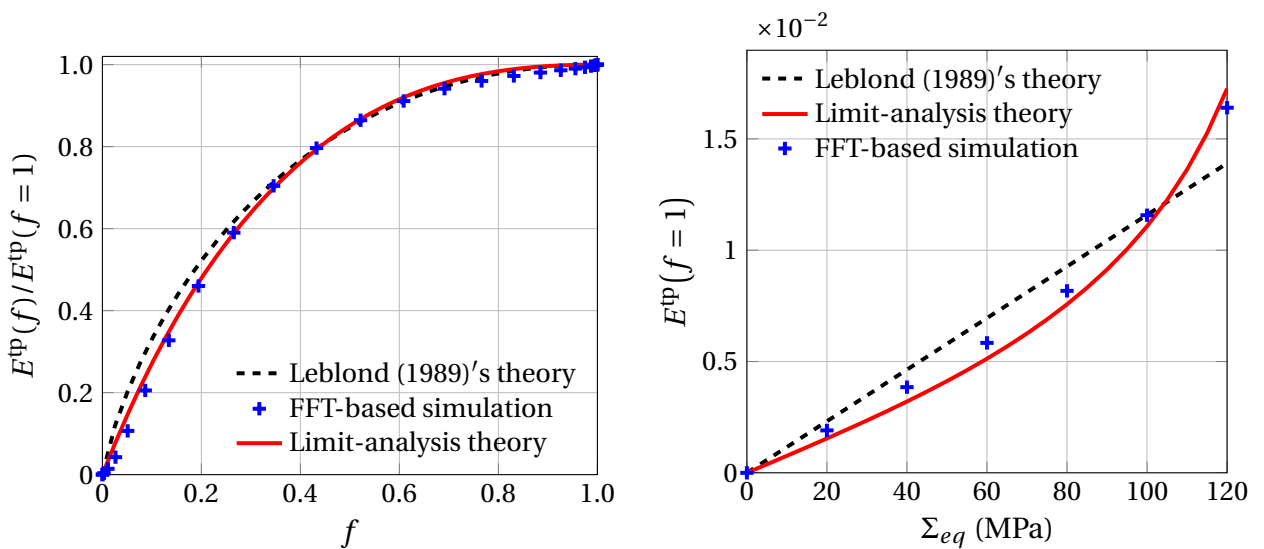 1.0
0.8
0.6
0.4
0.2
0
0 0.2 0.4 0.6 0.8 1.0
E^tp(f)/E^tp(f = 1)
f
Leblond (1989)′s theory
FFT-based simulation
Limit-analysis theory
×10^−2
1.5
1
0.5
0
0 20 40 60 80 100 120
E^tp(f = 1)
Σ_eq (MPa)
Leblond (1989)′s theory
Limit-analysis theory
FFT-based simulation